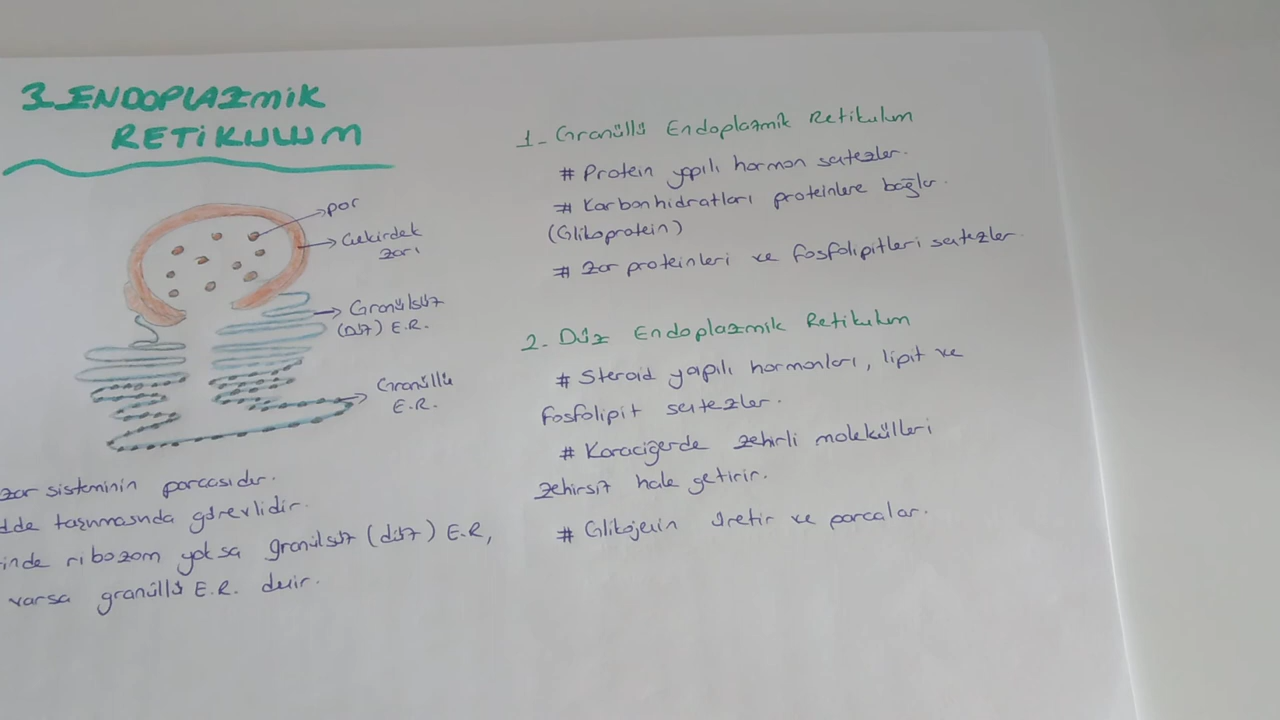 3. ENDOPLAZMİK
RETİKULUM
por
Çekirdek
zarı
Granülsüz
(Düz) E.R.
Granüllü
E.R.
zar sisteminin parçasıdır.
taşınmasında görevlidir.
ribozom yoksa granülsüz (düz) E.R,
varsa granüllü E.R. denir.
1- Granüllü Endoplazmik Retikulum
# Protein yapılı hormon sentezler.
# Karbonhidratları proteinlere bağlar.
(Glikoprotein)
# Zar proteinleri ve fosfolipitleri sentezler
2- Düz Endoplazmik Retikulum
# Steroid yapılı hormonları, lipit ve
fosfolipit sentezler.
# Karaciğerde zehirli molekülleri
zehirsiz hale getirir.
# Glikojenin üretir ve parçalar.